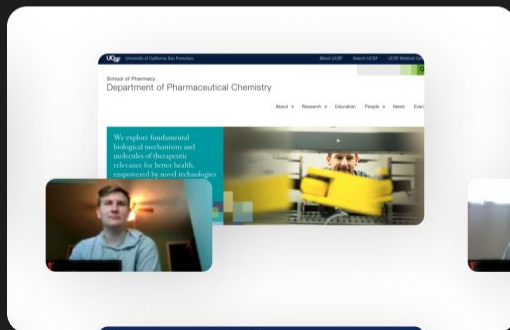 UCSF University of California San Francisco About UCSF Search UCSF UCSF Medical
School of Pharmacy
Department of Pharmaceutical Chemistry
About Research Education People News
We explore fundamental
biological mechanisms and
molecules of therapeutic
relevance for better health,
empowered by novel technologies